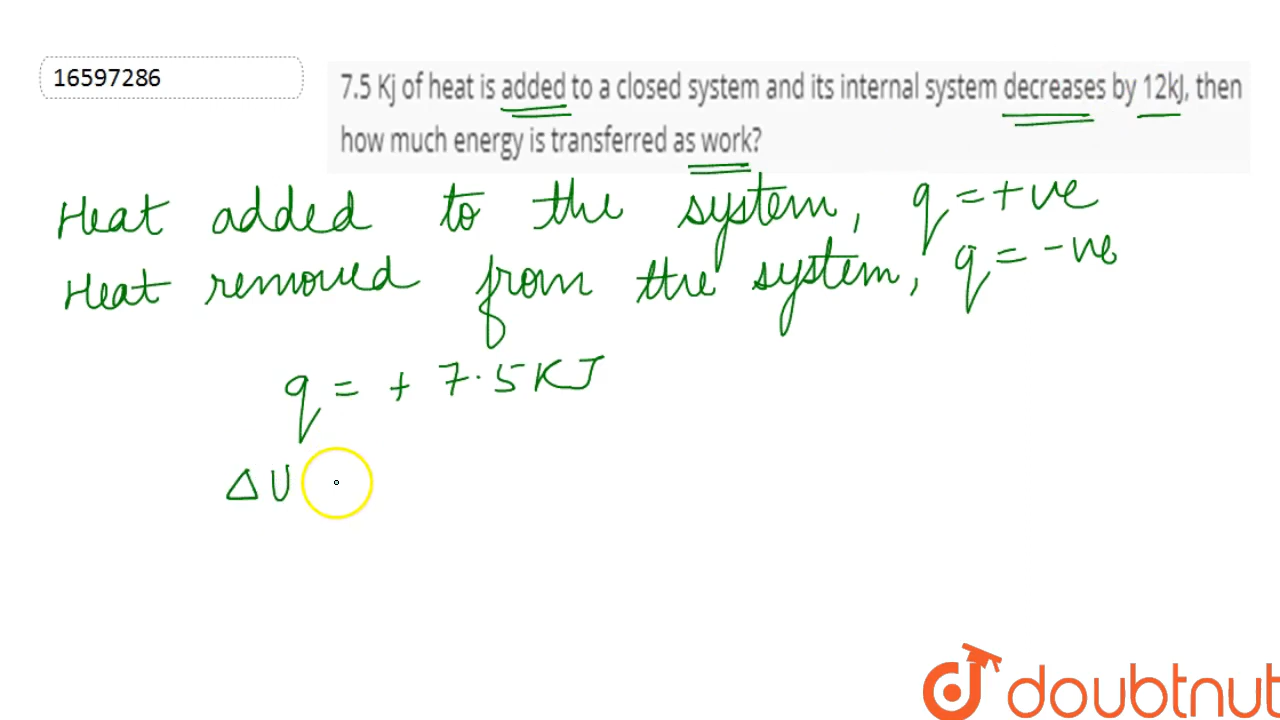 16597286
7.5 Kj of heat is added to a closed system and its internal system decreases by 12kJ, then
how much energy is transferred as work?
Heat added to the system, q = +ve
Heat removed from the system, q = -ve
q = + 7.5 KJ
ΔU
doubtnut